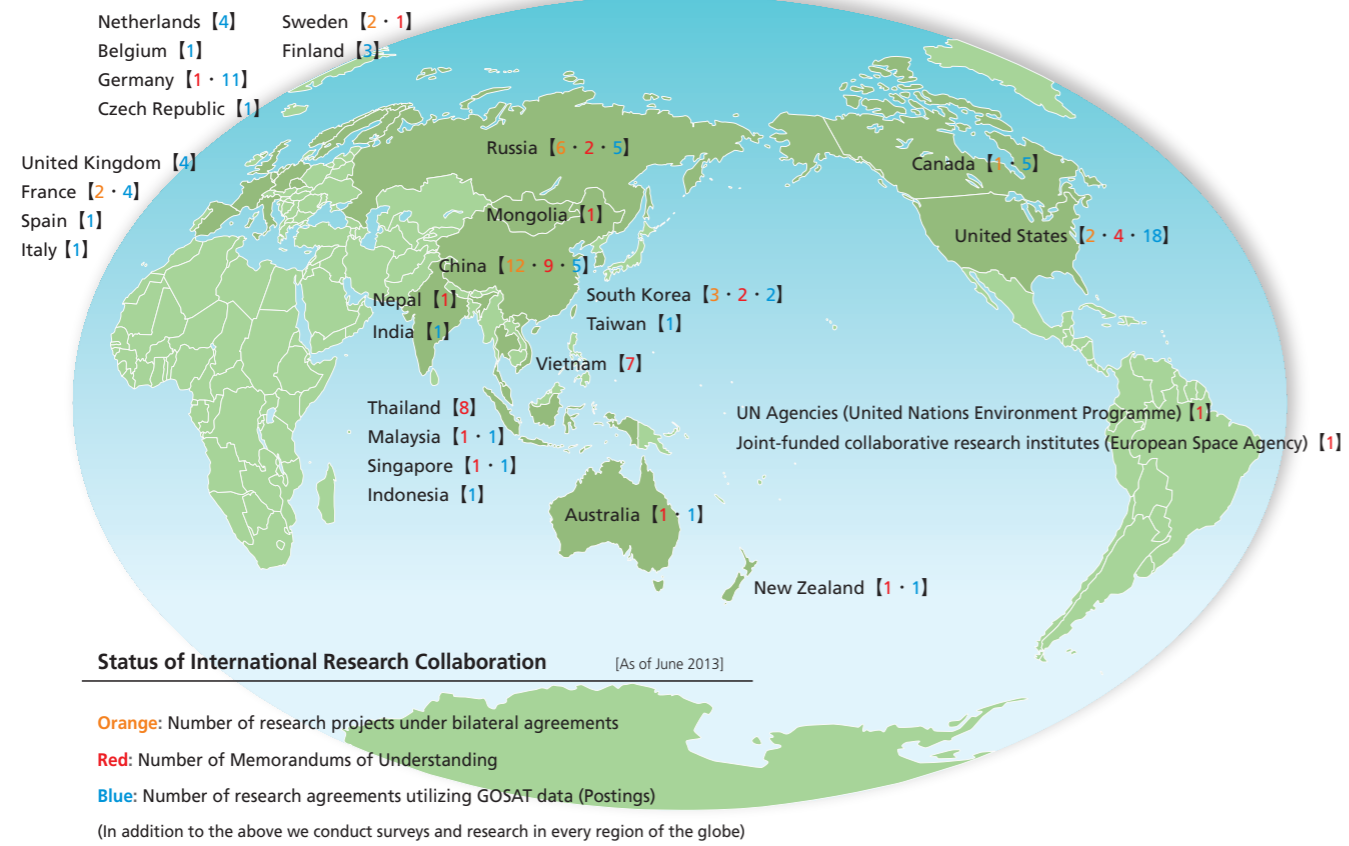 Netherlands【4】
Belgium【1】
Germany【1・11】
Czech Republic【1】
Sweden【2・1】
Finland【3】
United Kingdom【4】
France【2・4】
Spain【1】
Italy【1】
Russia【6・2・5】
Mongolia【1】
China【12・9・5】
Nepal【1】
India【1】
South Korea【3・2・2】
Taiwan【1】
Vietnam【7】
Thailand【8】
Malaysia【1・1】
Singapore【1・1】
Indonesia【1】
Australia【1・1】
New Zealand【1・1】
Canada【1・5】
United States【2・4・18】
UN Agencies (United Nations Environment Programme)【1】
Joint-funded collaborative research institutes (European Space Agency)【1】
Status of International Research Collaboration [As of June 2013]
Orange: Number of research projects under bilateral agreements
Red: Number of Memorandums of Understanding
Blue: Number of research agreements utilizing GOSAT data (Postings)
(In addition to the above we conduct surveys and research in every region of the globe)